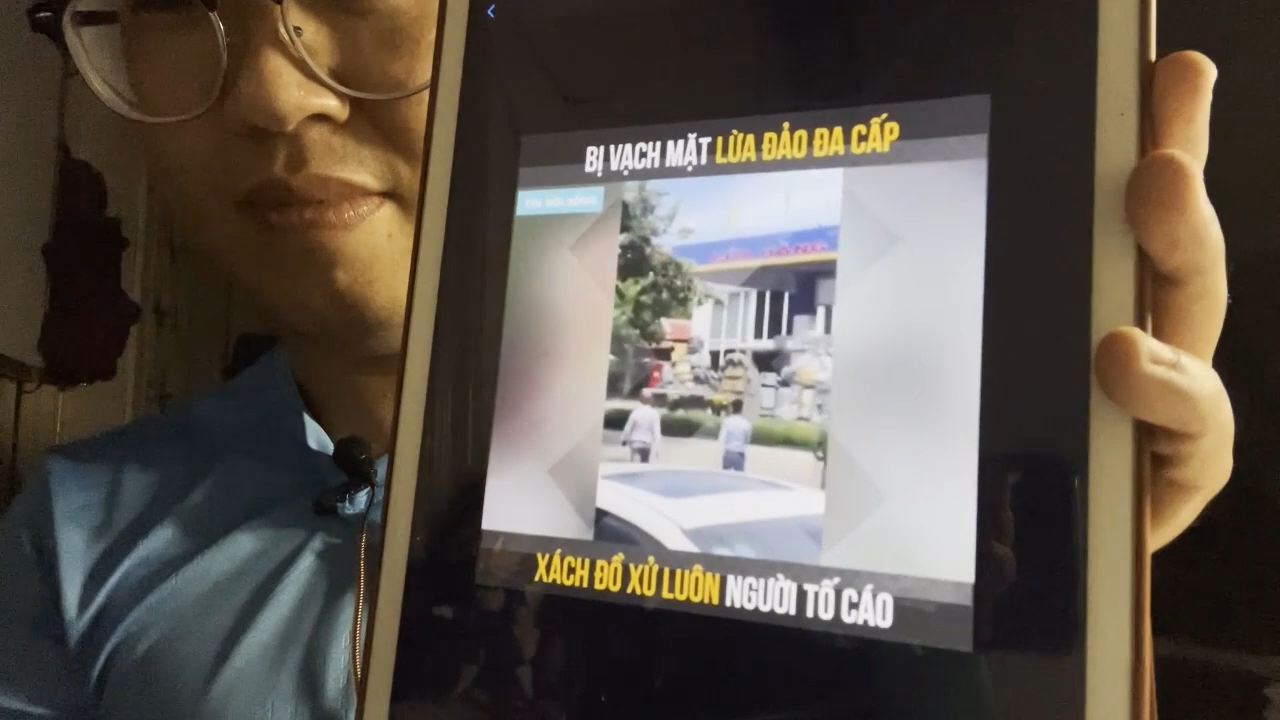 BỊ VẠCH MẶT LỪA ĐẢO ĐA CẤP
XÁCH ĐỒ XỬ LUÔN NGƯỜI TỐ CÁO